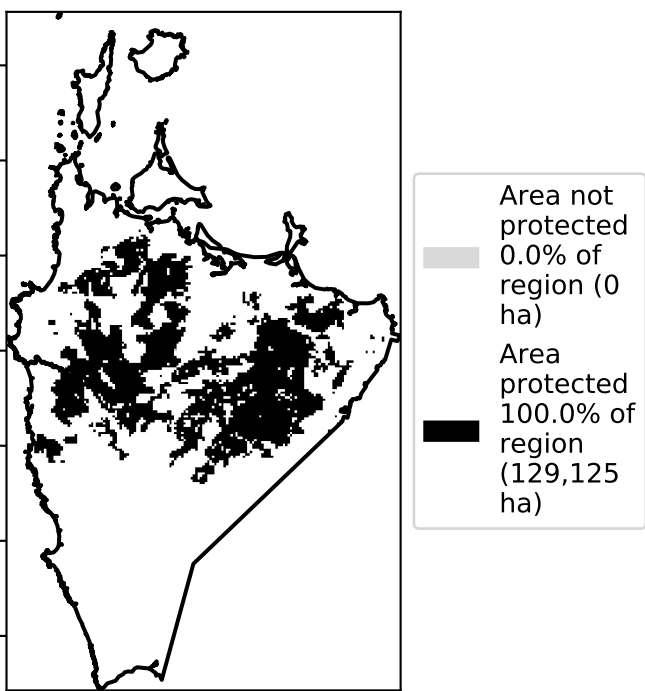 Area not
protected
0.0% of
region (0
ha)
Area
protected
100.0% of
region
(129,125
ha)